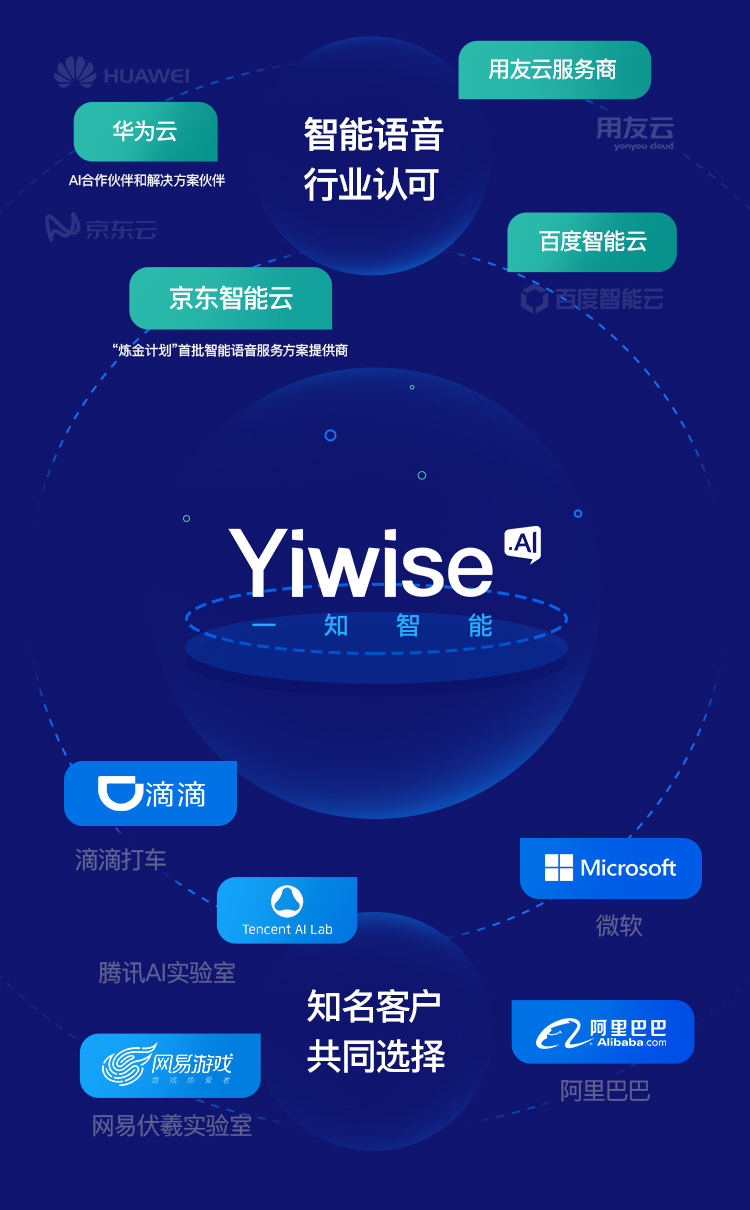 HUAWEI
用友云服务商
华为云
智能语音
用友云
yonyou cloud
AI合作伙伴和解决方案伙伴
行业认可
京东云
百度智能云
京东智能云
百度智能云
“炼金计划”首批智能语音服务方案提供商
Yiwise
.AI
一知智能
滴滴
滴滴打车
Microsoft
Tencent AI Lab
微软
腾讯AI实验室
知名客户
共同选择
阿里巴巴
Alibaba.com
网易游戏
游戏热爱者
阿里巴巴
网易伏羲实验室